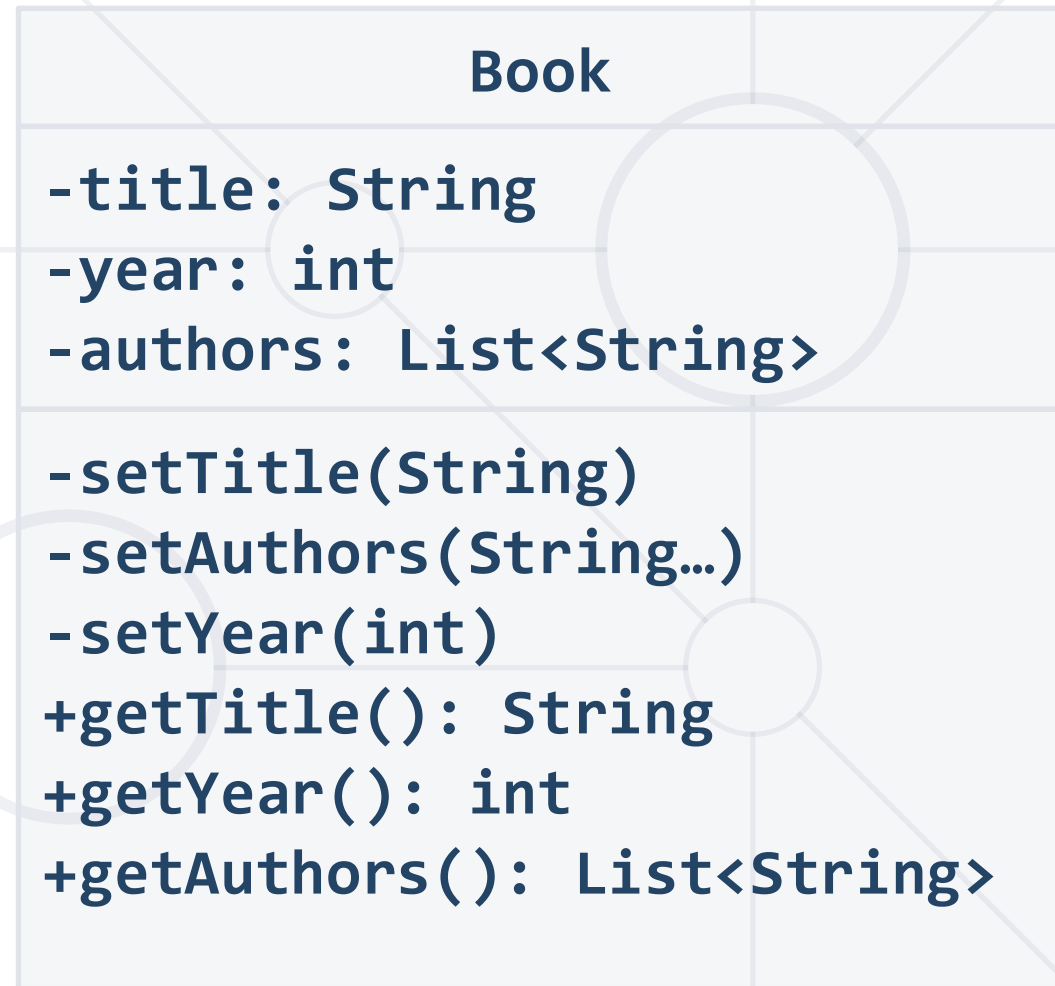 Book
-title: String
-year: int
-authors: List<String>
-setTitle(String)
-setAuthors(String…)
-setYear(int)
+getTitle(): String
+getYear(): int
+getAuthors(): List<String>